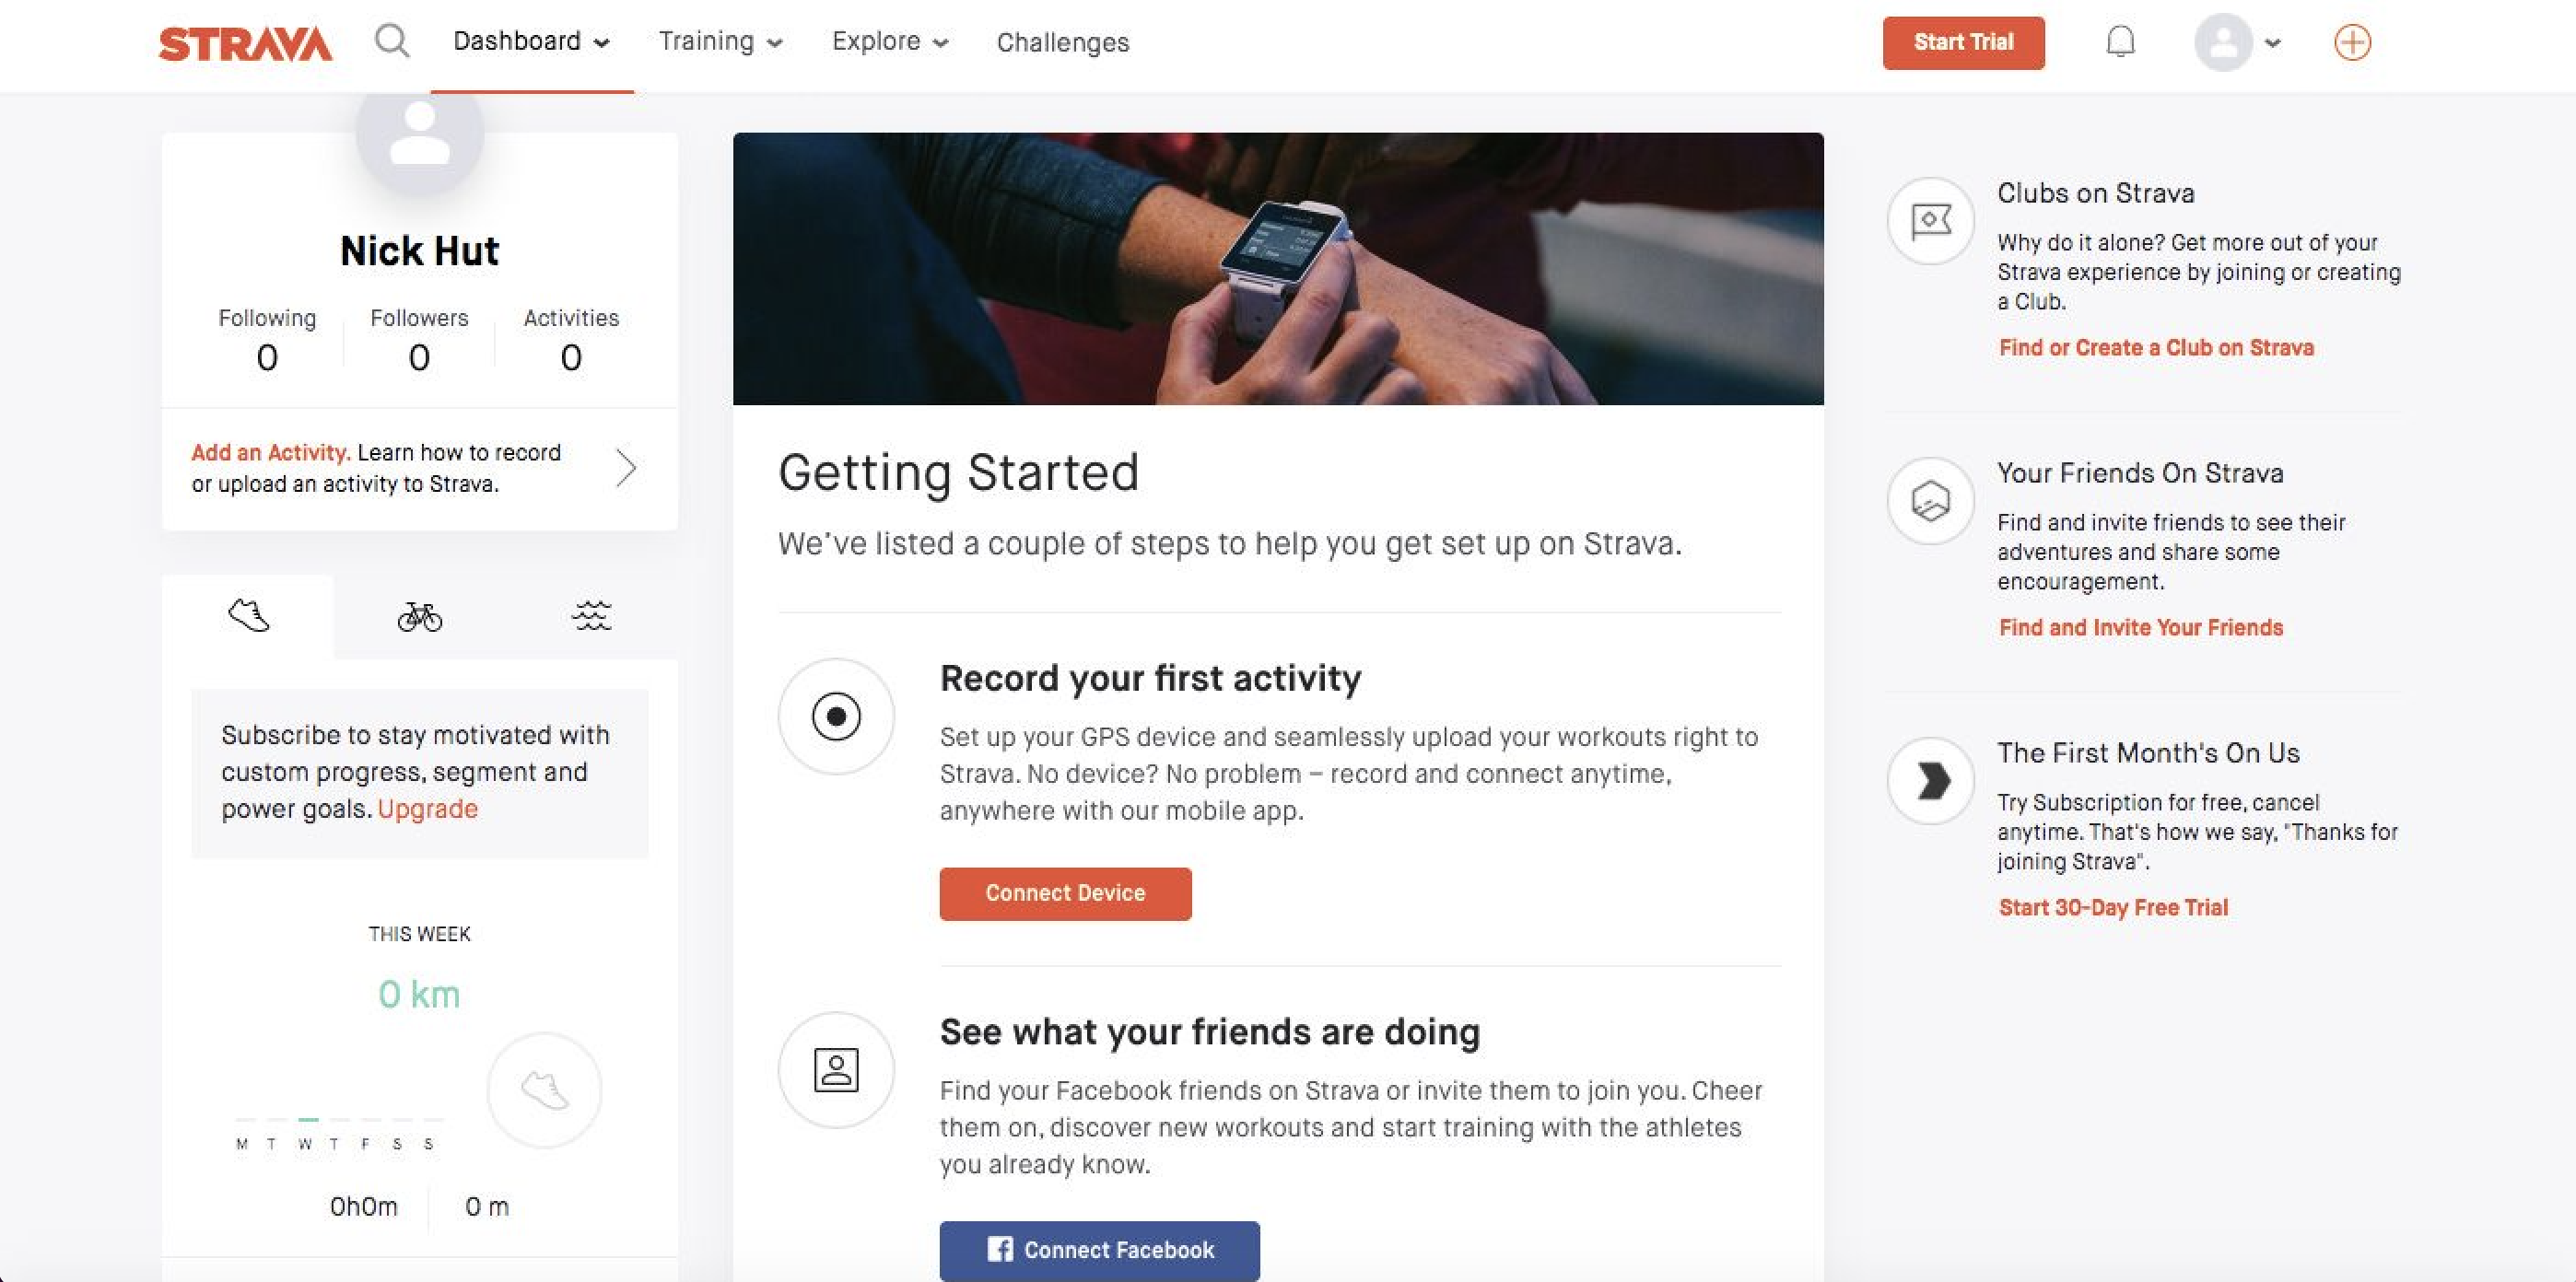 STRAVA
Dashboard
Training
Explore
Challenges
Start Trial
Nick Hut
Following
Followers
Activities
0
0
0
Add an Activity. Learn how to record
or upload an activity to Strava.
Subscribe to stay motivated with
custom progress, segment and
power goals. Upgrade
THIS WEEK
0 km
M T W T F S S
0h0m
0 m
Getting Started
We've listed a couple of steps to help you get set up on Strava.
Record your first activity
Set up your GPS device and seamlessly upload your workouts right to
Strava. No device? No problem – record and connect anytime,
anywhere with our mobile app.
Connect Device
See what your friends are doing
Find your Facebook friends on Strava or invite them to join you. Cheer
them on, discover new workouts and start training with the athletes
you already know.
Connect Facebook
Clubs on Strava
Why do it alone? Get more out of your
Strava experience by joining or creating
a Club.
Find or Create a Club on Strava
Your Friends On Strava
Find and invite friends to see their
adventures and share some
encouragement.
Find and Invite Your Friends
The First Month's On Us
Try Subscription for free, cancel
anytime. That's how we say, "Thanks for
joining Strava".
Start 30-Day Free Trial